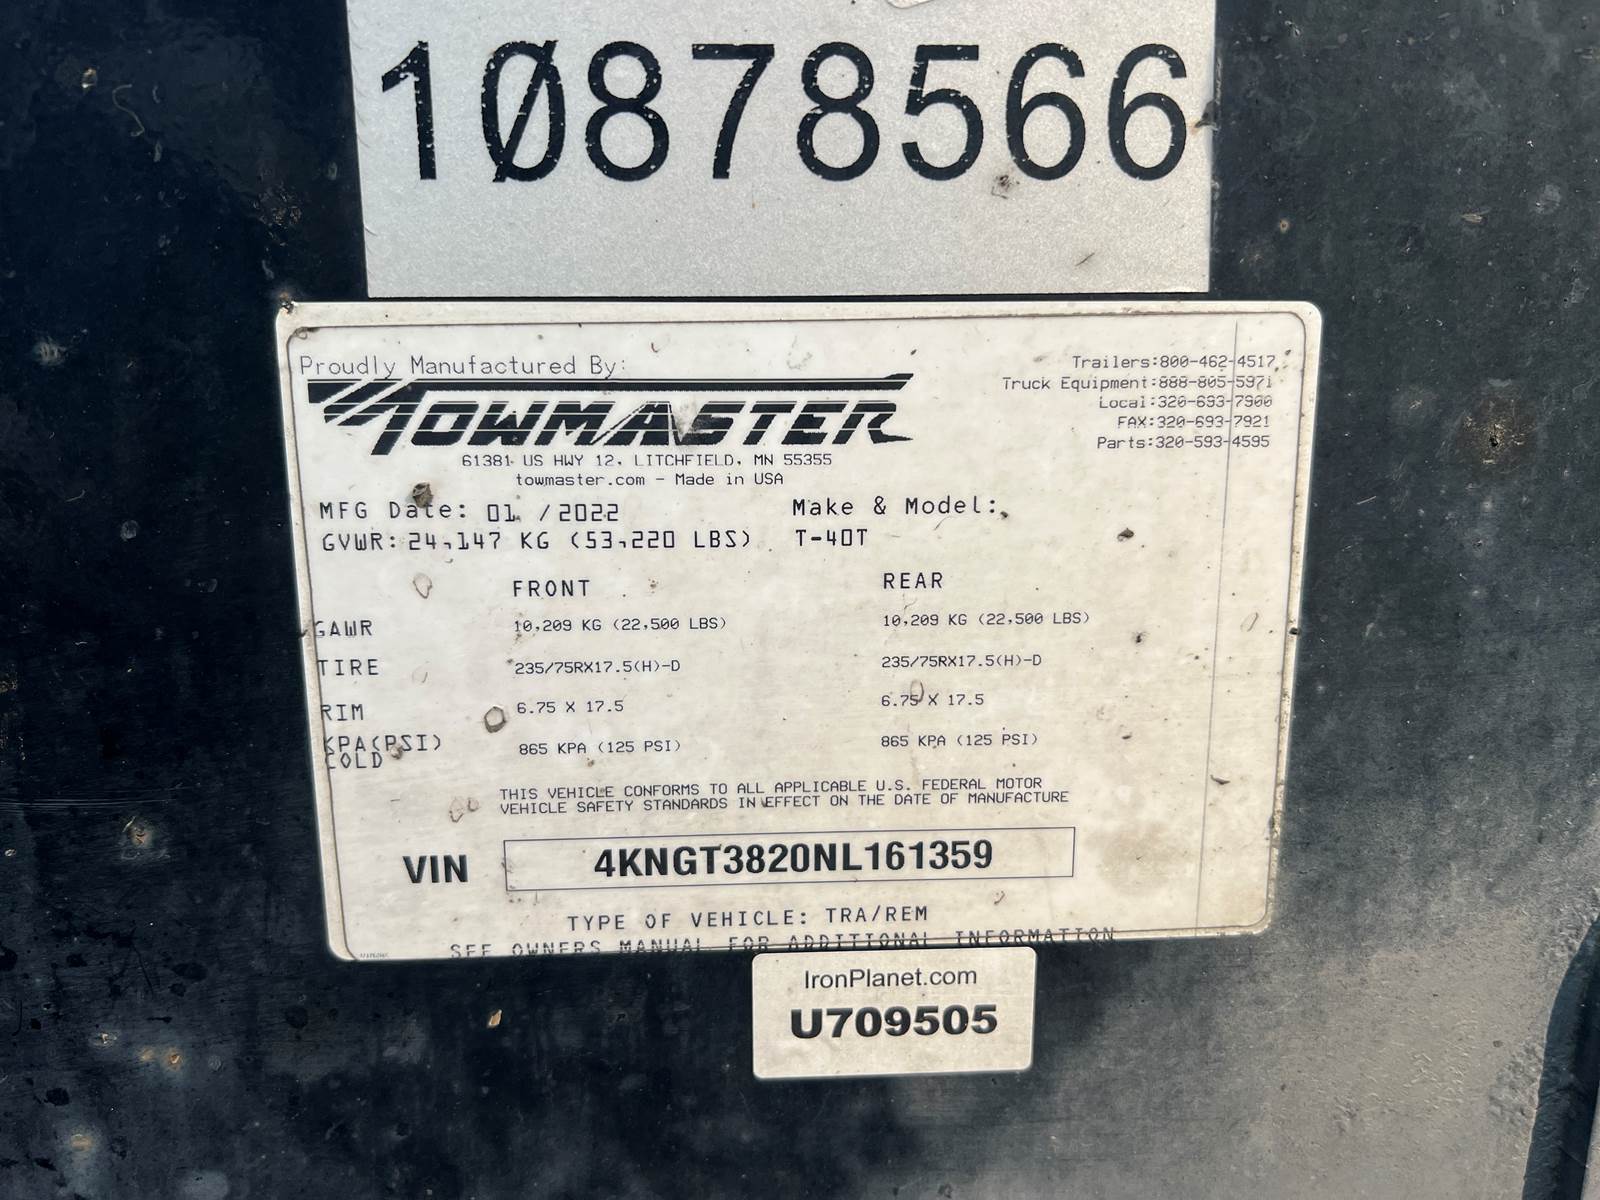 10878566
Proudly Manufactured By:
TOWMASTER
61381 US HWY 12, LITCHFIELD, MN 55355
towmaster.com - Made in USA
Trailers:800-462-4517
Truck Equipment:888-805-5971
Local:320-693-7900
FAX:320-693-7921
Parts:320-593-4595
MFG Date: 01 /2022 Make & Model:
GVWR: 24,147 KG (53,220 LBS) T-40T
FRONT REAR
GAWR 10,209 KG (22,500 LBS) 10,209 KG (22,500 LBS)
TIRE 235/75RX17.5(H)-D 235/75RX17.5(H)-D
RIM 6.75 X 17.5 6.75 X 17.5
KPA(PSI) 865 KPA (125 PSI) 865 KPA (125 PSI)
COLD
THIS VEHICLE CONFORMS TO ALL APPLICABLE U.S. FEDERAL MOTOR
VEHICLE SAFETY STANDARDS IN EFFECT ON THE DATE OF MANUFACTURE
VIN 4KNGT3820NL161359
TYPE OF VEHICLE: TRA/REM
SEE OWNERS MANUAL FOR ADDITIONAL INFORMATION
IronPlanet.com
U709505